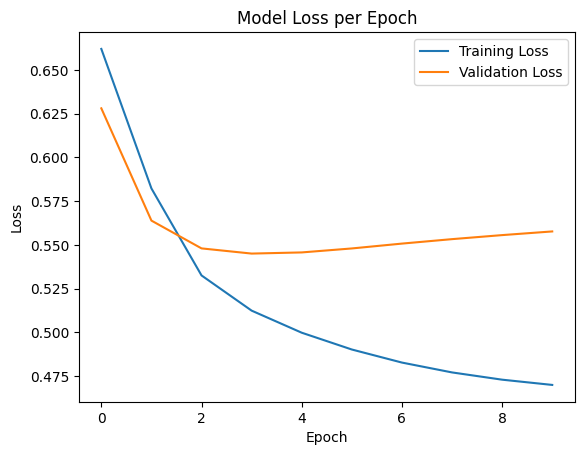 Model Loss per Epoch
Training Loss
Validation Loss
0.650
0.625
0.600
0.575
0.550
0.525
0.500
0.475
Loss
0
2
4
6
8
Epoch